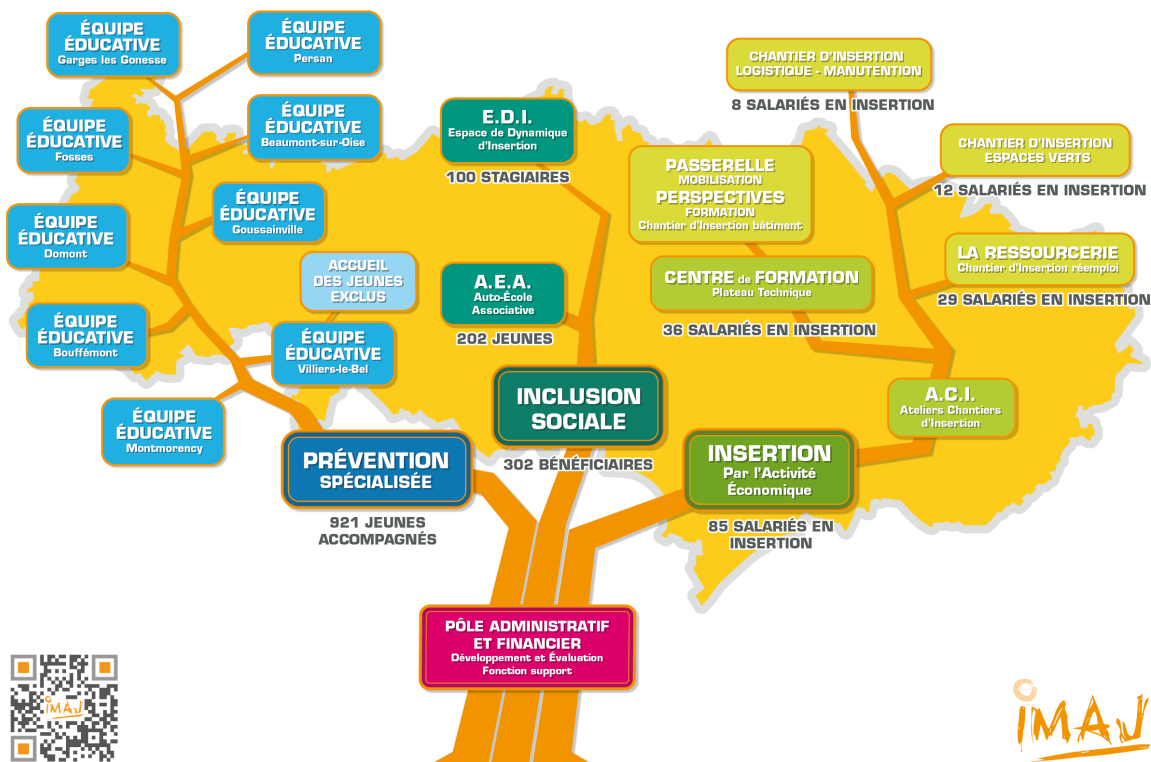 ÉQUIPE
ÉDUCATIVE
Garges les Gonesse
ÉQUIPE
ÉDUCATIVE
Persan
ÉQUIPE
ÉDUCATIVE
Fosses
ÉQUIPE
ÉDUCATIVE
Beaumont-sur-Oise
ÉQUIPE
ÉDUCATIVE
Goussainville
ÉQUIPE
ÉDUCATIVE
Domont
ACCUEIL
DES JEUNES
EXCLUS
ÉQUIPE
ÉDUCATIVE
Bouffémont
ÉQUIPE
ÉDUCATIVE
Villiers-le-Bel
ÉQUIPE
ÉDUCATIVE
Montmorency
PRÉVENTION
SPÉCIALISÉE
921 JEUNES
ACCOMPAGNÉS
E.D.I.
Espace de Dynamique
d'Insertion
100 STAGIAIRES
A.E.A.
Auto-École
Associative
202 JEUNES
INCLUSION
SOCIALE
302 BÉNÉFICIAIRES
CHANTIER D'INSERTION
LOGISTIQUE - MANUTENTION
8 SALARIÉS EN INSERTION
CHANTIER D'INSERTION
ESPACES VERTS
12 SALARIÉS EN INSERTION
PASSERELLE
MOBILISATION
PERSPECTIVES
FORMATION
Chantier d'Insertion bâtiment
LA RESSOURCERIE
Chantier d'Insertion réemploi
29 SALARIÉS EN INSERTION
CENTRE de FORMATION
Plateau Technique
36 SALARIÉS EN INSERTION
A.C.I.
Ateliers Chantiers
d'Insertion
INSERTION
Par l'Activité
Économique
85 SALARIÉS EN
INSERTION
PÔLE ADMINISTRATIF
ET FINANCIER
Développement et Évaluation
Fonction support
iMAJ
iMAJ